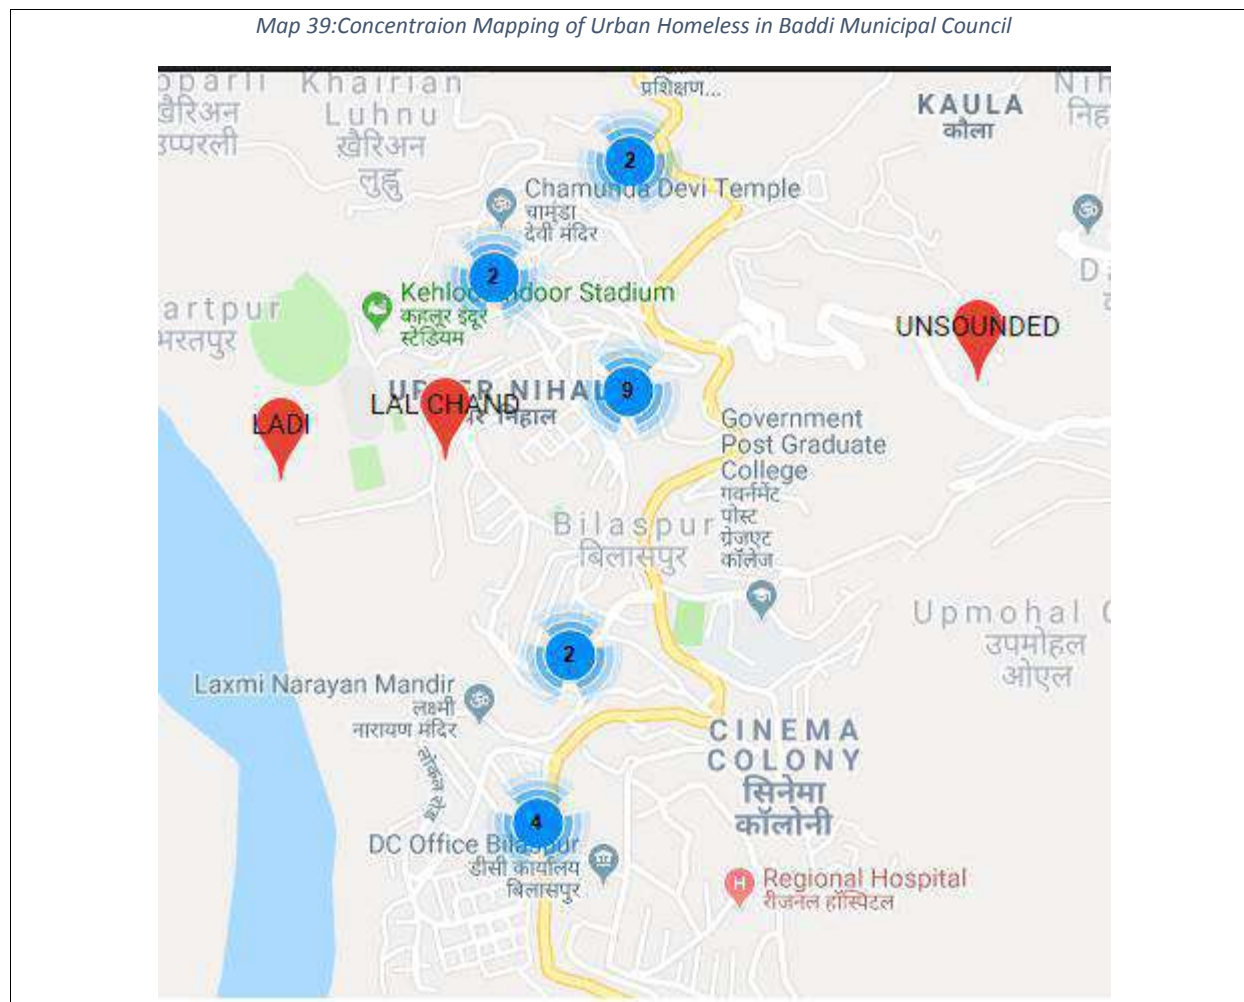 Map 39:Concentraion Mapping of Urban Homeless in Baddi Municipal Council
Khairian
Luhnu
ख़ैरिअन
लुह्नु
खैरिअन
उप्परली
प्रशिक्षण...
KAULA
कौला
2
Chamunda Devi Temple
चामुंडा
देवी मंदिर
2
Kehloor Indoor Stadium
कहलूर इंदूर
स्टेडियम
भरतपुर
UNSOUNDED
LADI
LAL CHAND
UPPER NIHAL
निहाल
9
Government
Post Graduate
College
गवर्नमेंट
पोस्ट
ग्रेजुएट
कॉलेज
Bilaspur
बिलासपुर
Upmohal
उपमोहल
ओएल
2
Laxmi Narayan Mandir
लक्ष्मी
नारायण मंदिर
लोकल रोड
CINEMA
COLONY
सिनेमा
कॉलोनी
4
DC Office Bilaspur
डीसी कार्यालय
बिलासपुर
H
Regional Hospital
रीजनल हॉस्पिटल